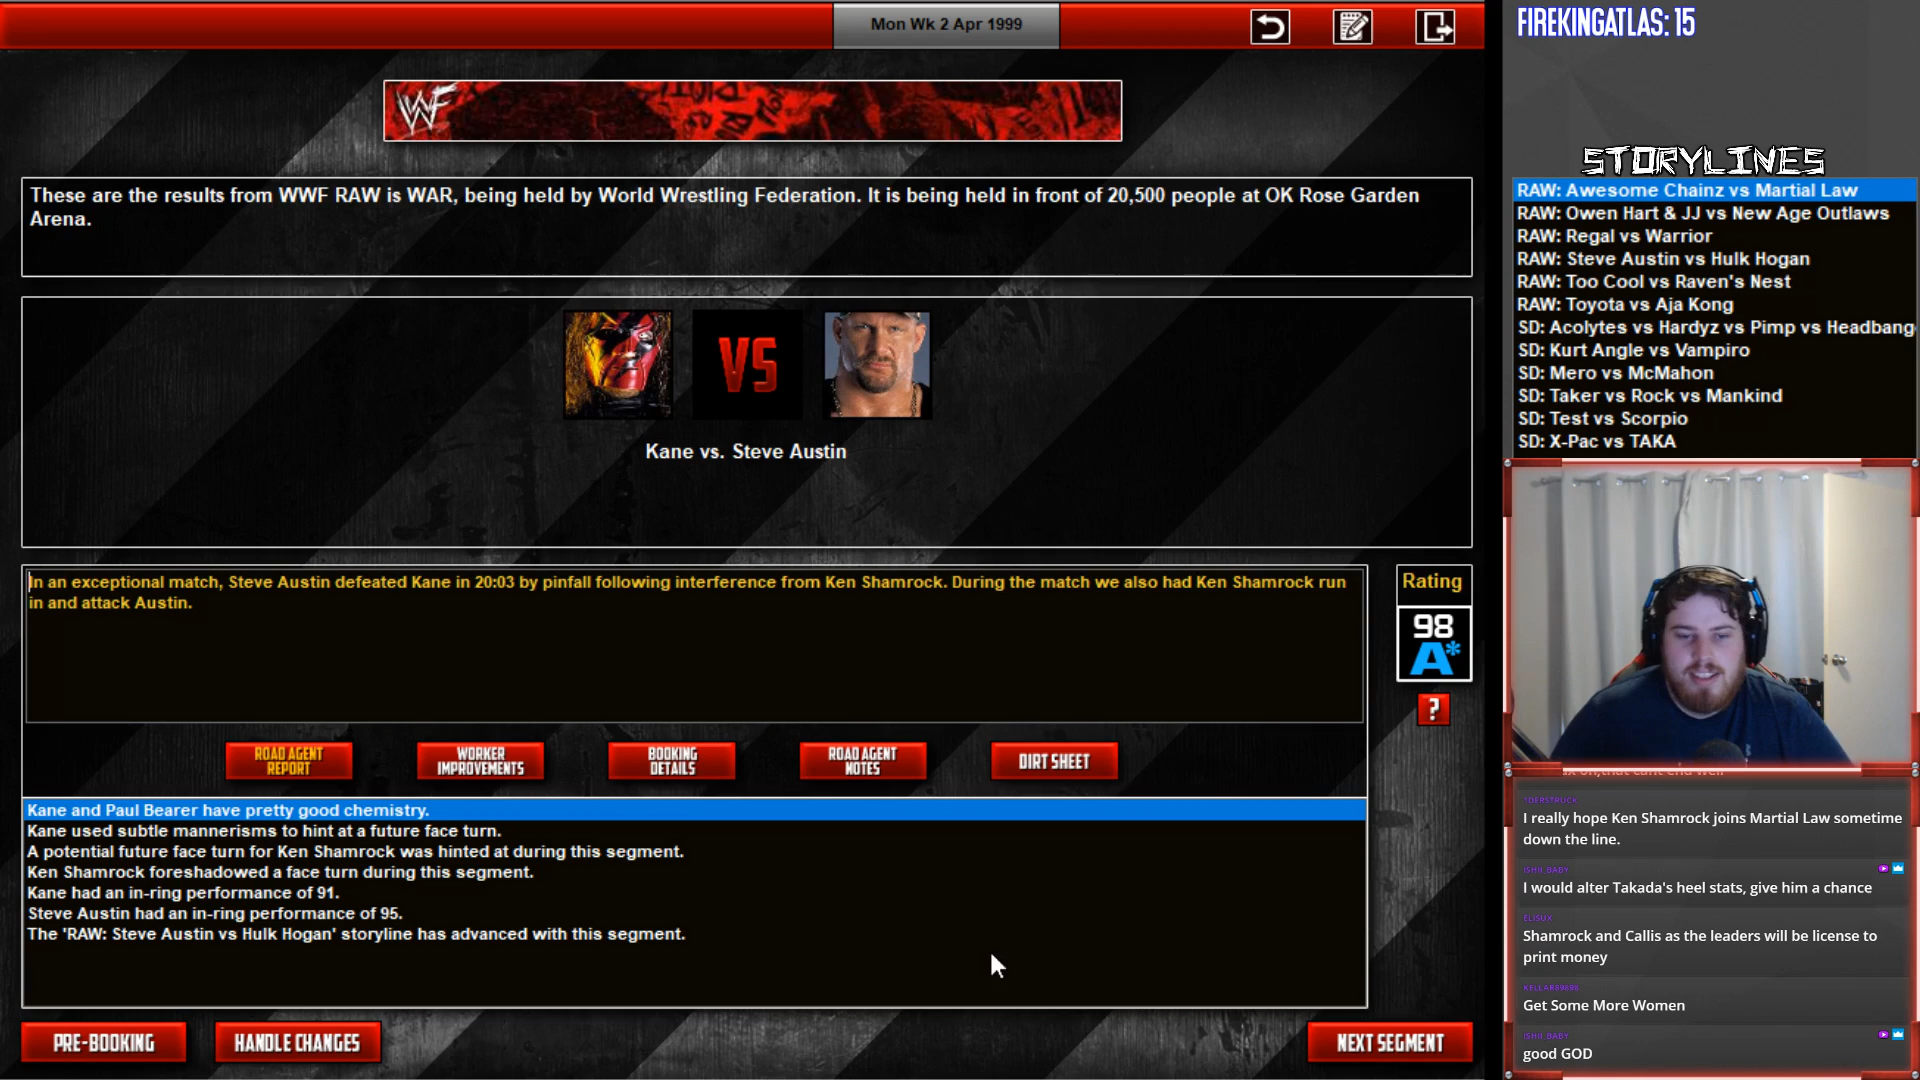 Mon Wk 2 Apr 1999
FIREKINGATLAS: 15
STORYLINES
RAW: Awesome Chainz vs Martial Law
RAW: Owen Hart & JJ vs New Age Outlaws
RAW: Regal vs Warrior
RAW: Steve Austin vs Hulk Hogan
RAW: Too Cool vs Raven's Nest
RAW: Toyota vs Aja Kong
SD: Acolytes vs Hardyz vs Pimp vs Headbang
SD: Kurt Angle vs Vampiro
SD: Mero vs McMahon
SD: Taker vs Rock vs Mankind
SD: Test vs Scorpio
SD: X-Pac vs TAKA
These are the results from WWF RAW is WAR, being held by World Wrestling Federation. It is being held in front of 20,500 people at OK Rose Garden
Arena.
VS
Kane vs. Steve Austin
In an exceptional match, Steve Austin defeated Kane in 20:03 by pinfall following interference from Ken Shamrock. During the match we also had Ken Shamrock run
in and attack Austin.
Rating
98
A*
?
ROAD AGENT
REPORT
WORKER
IMPROVEMENTS
BOOKING
DETAILS
ROAD AGENT
NOTES
DIRT SHEET
Kane and Paul Bearer have pretty good chemistry.
Kane used subtle mannerisms to hint at a future face turn.
A potential future face turn for Ken Shamrock was hinted at during this segment.
Ken Shamrock foreshadowed a face turn during this segment.
Kane had an in-ring performance of 91.
Steve Austin had an in-ring performance of 95.
The 'RAW: Steve Austin vs Hulk Hogan' storyline has advanced with this segment.
PRE-BOOKING
HANDLE CHANGES
NEXT SEGMENT
I really hope Ken Shamrock joins Martial Law sometime
down the line.
ISHII_BABY
I would alter Takada's heel stats, give him a chance
ELISUX
Shamrock and Callis as the leaders will be license to
print money
Get Some More Women
ISHII_BABY
good GOD